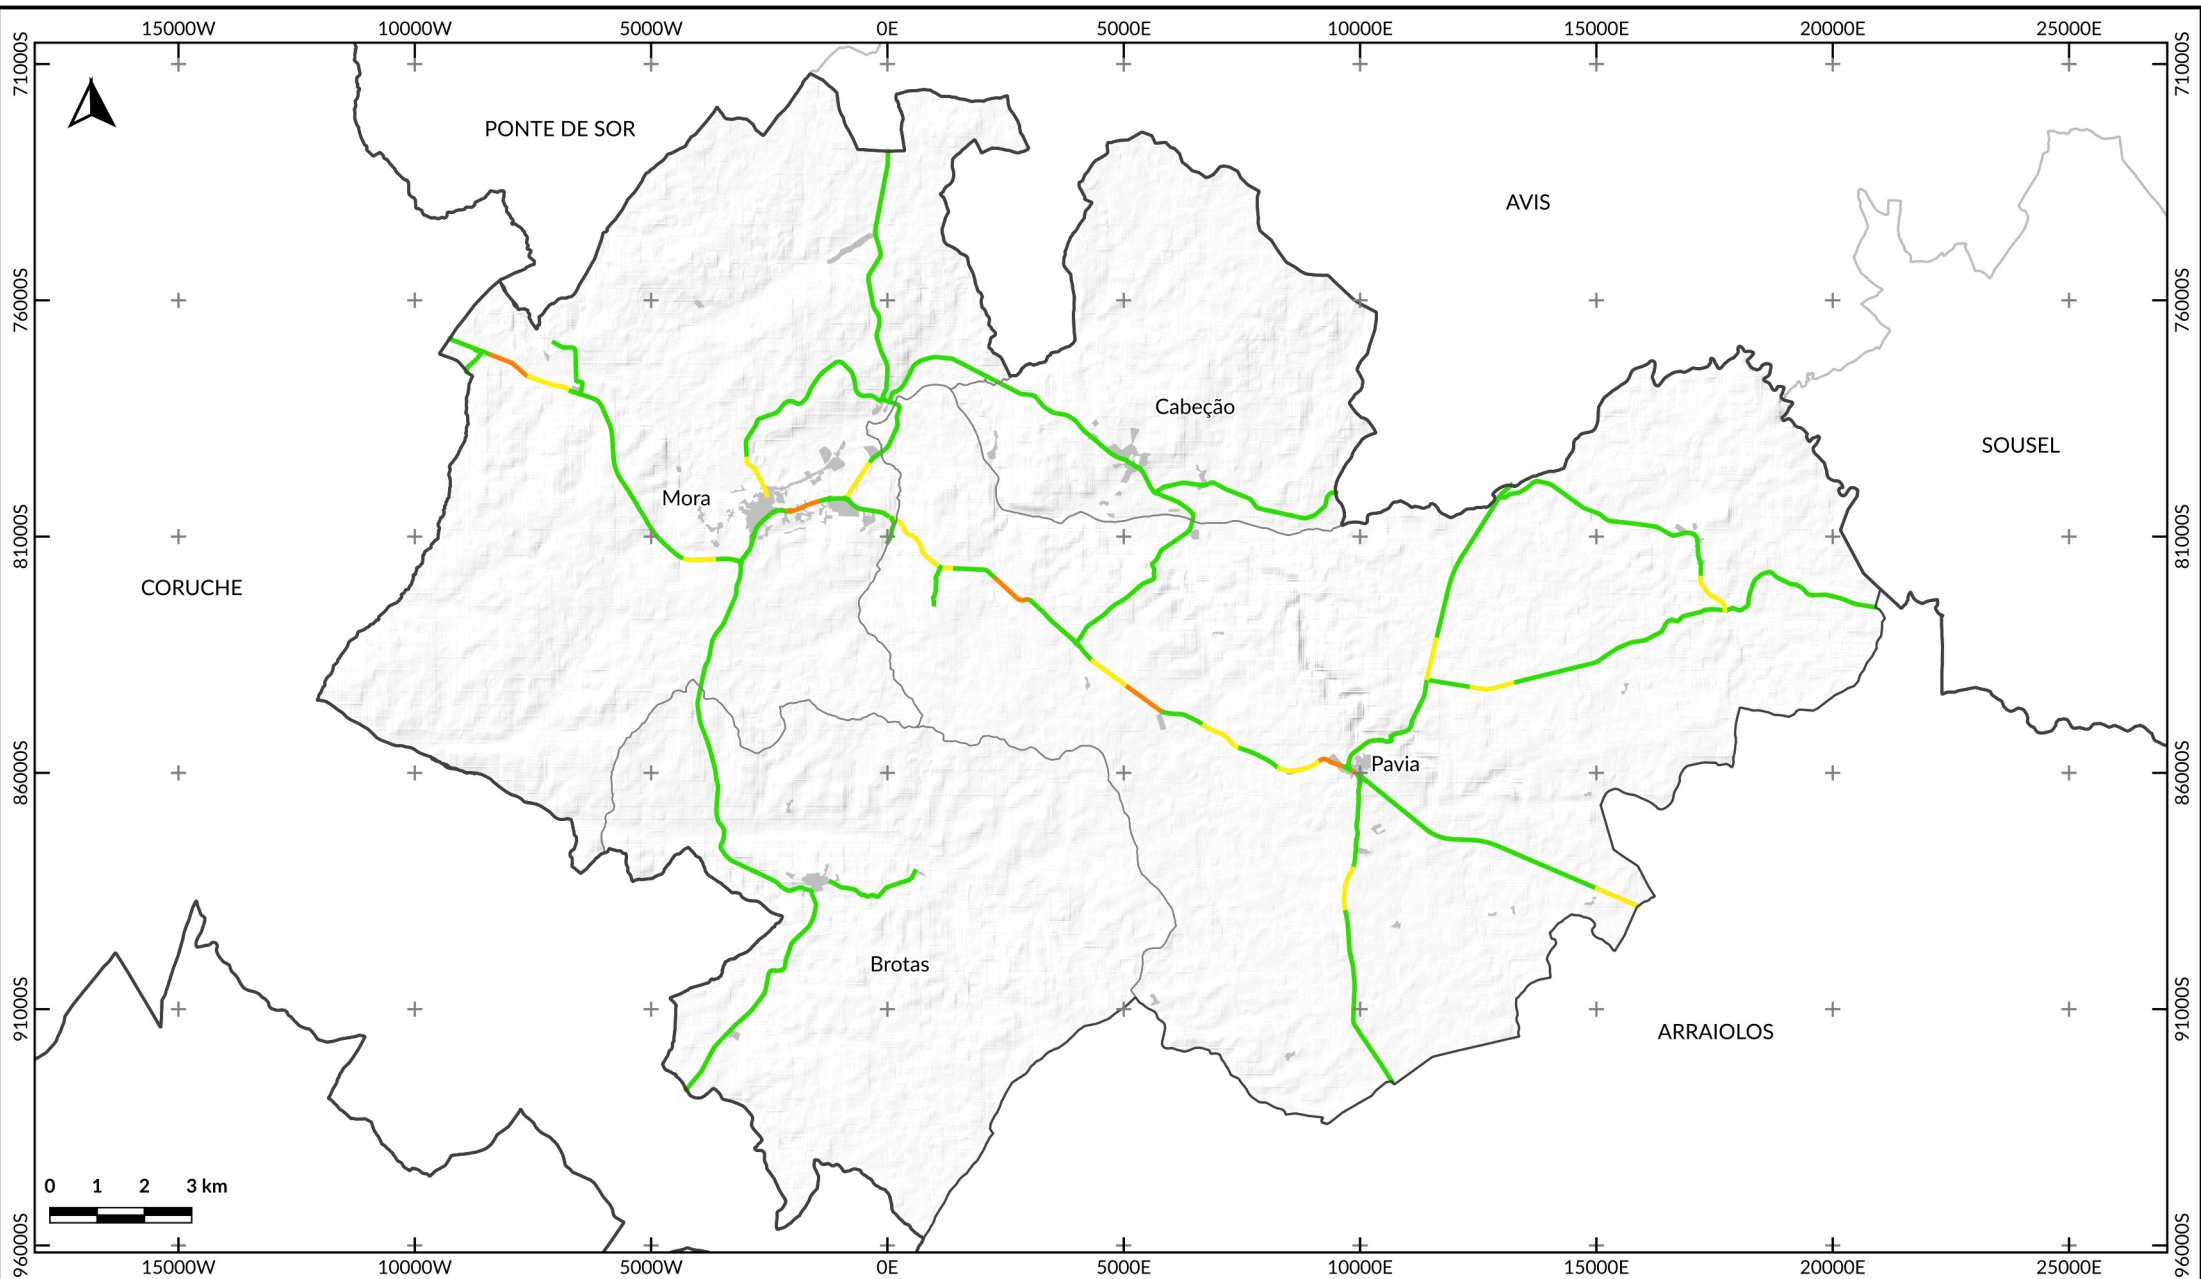 15000W 10000W 5000W 0E 5000E 10000E 15000E 20000E 25000E
71000S 71000S
PONTE DE SOR
AVIS
76000S 76000S
Cabeção
SOUSEL
Mora
81000S 81000S
CORUCHE
Pavia
86000S 86000S
Brotas
91000S 91000S
ARRAIOLOS
0 1 2 3 km
96000S 96000S
15000W 10000W 5000W 0E 5000E 10000E 15000E 20000E 25000E